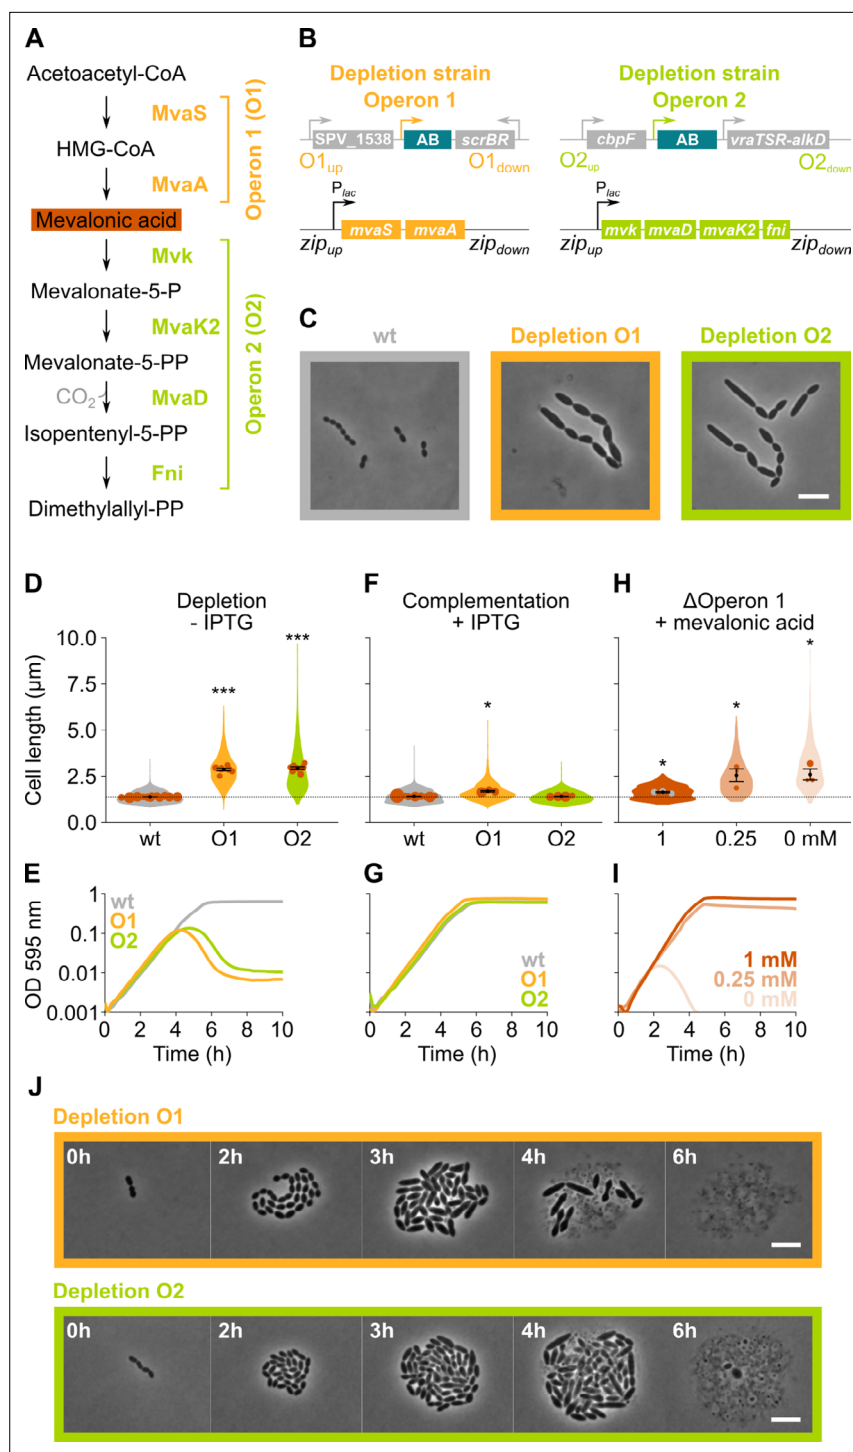 A
Acetoacetyl-CoA
MvaS
HMG-CoA
MvaA
Mevalonic acid
Mvk
Mevalonate-5-P
MvaK2
Mevalonate-5-PP
CO2
MvaD
Isopentenyl-5-PP
Fni
Dimethylallyl-PP
Operon 1 (O1)
Operon 2 (O2)
B
Depletion strain
Operon 1
SPV_1538
AB
scrBR
O1up
O1down
Plac
mvaS
mvaA
zipup
zipdown
Depletion strain
Operon 2
cbpF
AB
vraTSR-alkD
O2up
O2down
Plac
mvk
mvaD
mvaK2
fni
zipup
zipdown
C
wt
Depletion O1
Depletion O2
D
Depletion
- IPTG
Cell length (µm)
10.0
7.5
5.0
2.5
0.0
***
***
wt
O1
O2
F
Complementation
+ IPTG
*
wt
O1
O2
H
ΔOperon 1
+ mevalonic acid
*
*
*
1
0.25
0 mM
E
OD 595 nm
1
0.1
0.01
0.001
wt
O1
O2
0 2 4 6 8 10
Time (h)
G
wt
O1
O2
0 2 4 6 8 10
Time (h)
I
1 mM
0.25 mM
0 mM
0 2 4 6 8 10
Time (h)
J
Depletion O1
0h
2h
3h
4h
6h
Depletion O2
0h
2h
3h
4h
6h